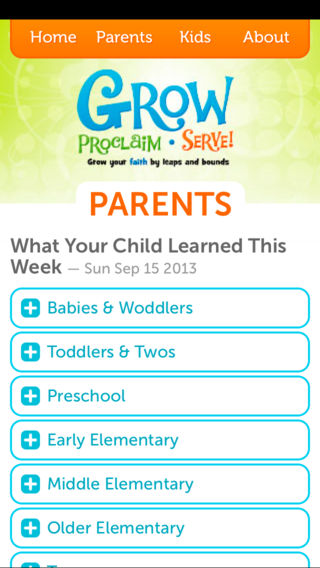 Home Parents Kids About
GROW
PROCLAIM • SERVE!
Grow your faith by leaps and bounds
PARENTS
What Your Child Learned This
Week — Sun Sep 15 2013
Babies & Woddlers
Toddlers & Twos
Preschool
Early Elementary
Middle Elementary
Older Elementary